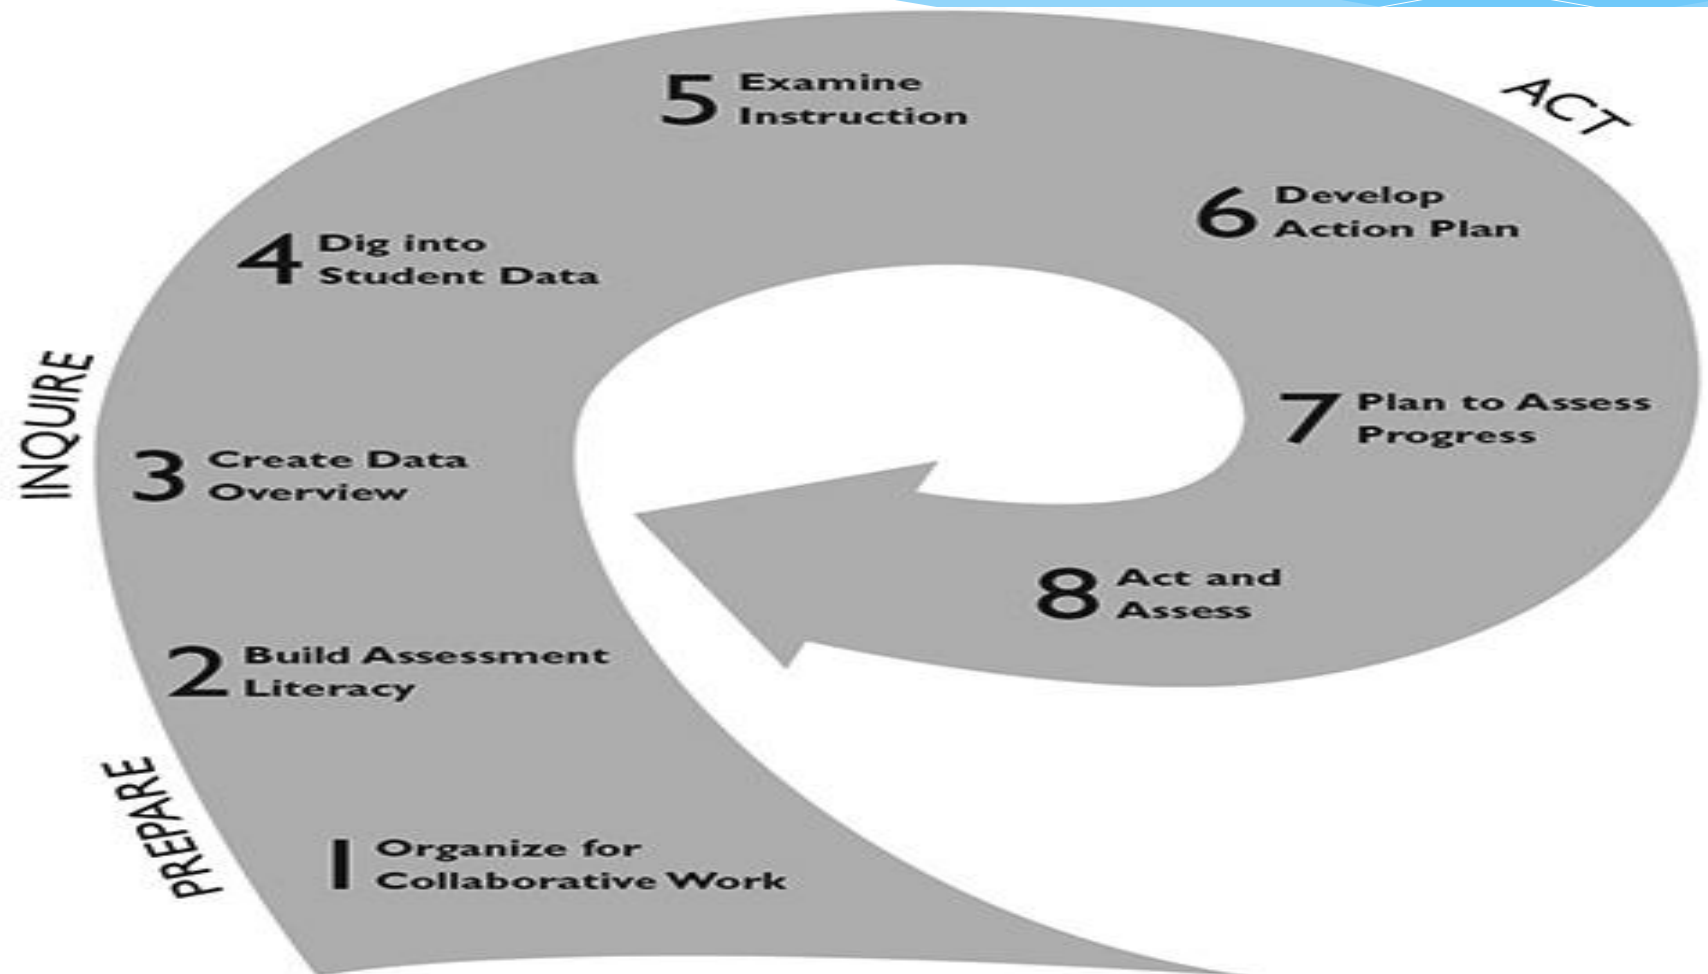 PREPARE
1 Organize for
Collaborative Work
2 Build Assessment
Literacy
INQUIRE
3 Create Data
Overview
4 Dig into
Student Data
5 Examine
Instruction
ACT
6 Develop
Action Plan
7 Plan to Assess
Progress
8 Act and
Assess